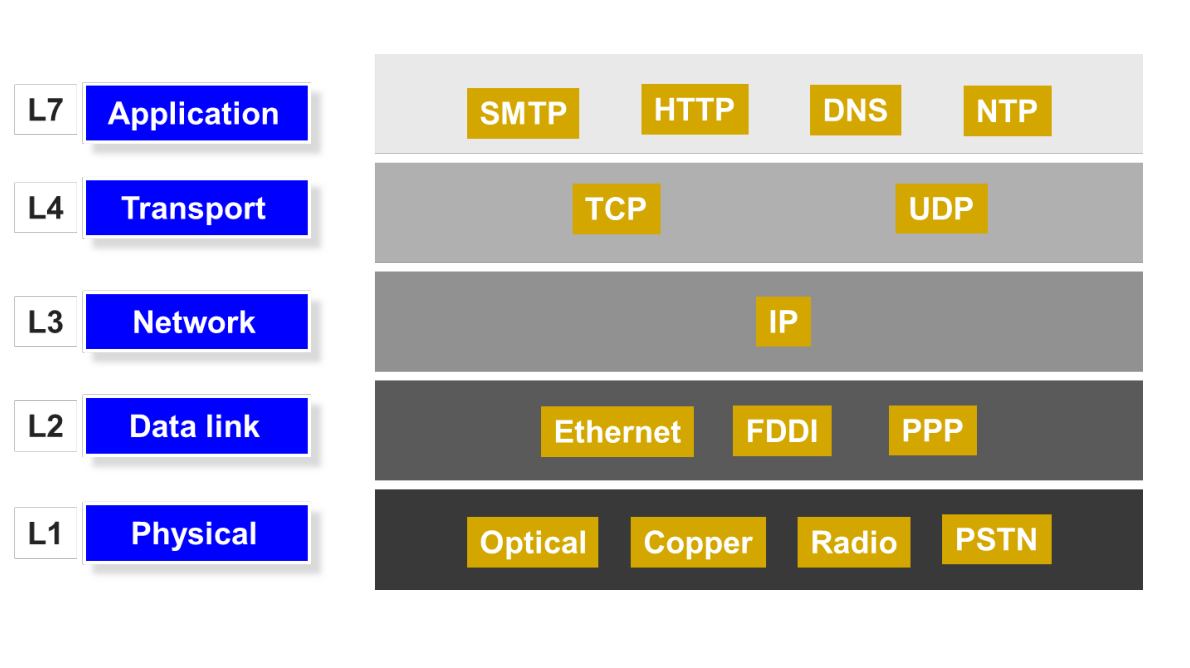 L7 Application SMTP HTTP DNS NTP
L4 Transport TCP UDP
L3 Network IP
L2 Data link Ethernet FDDI PPP
L1 Physical Optical Copper Radio PSTN